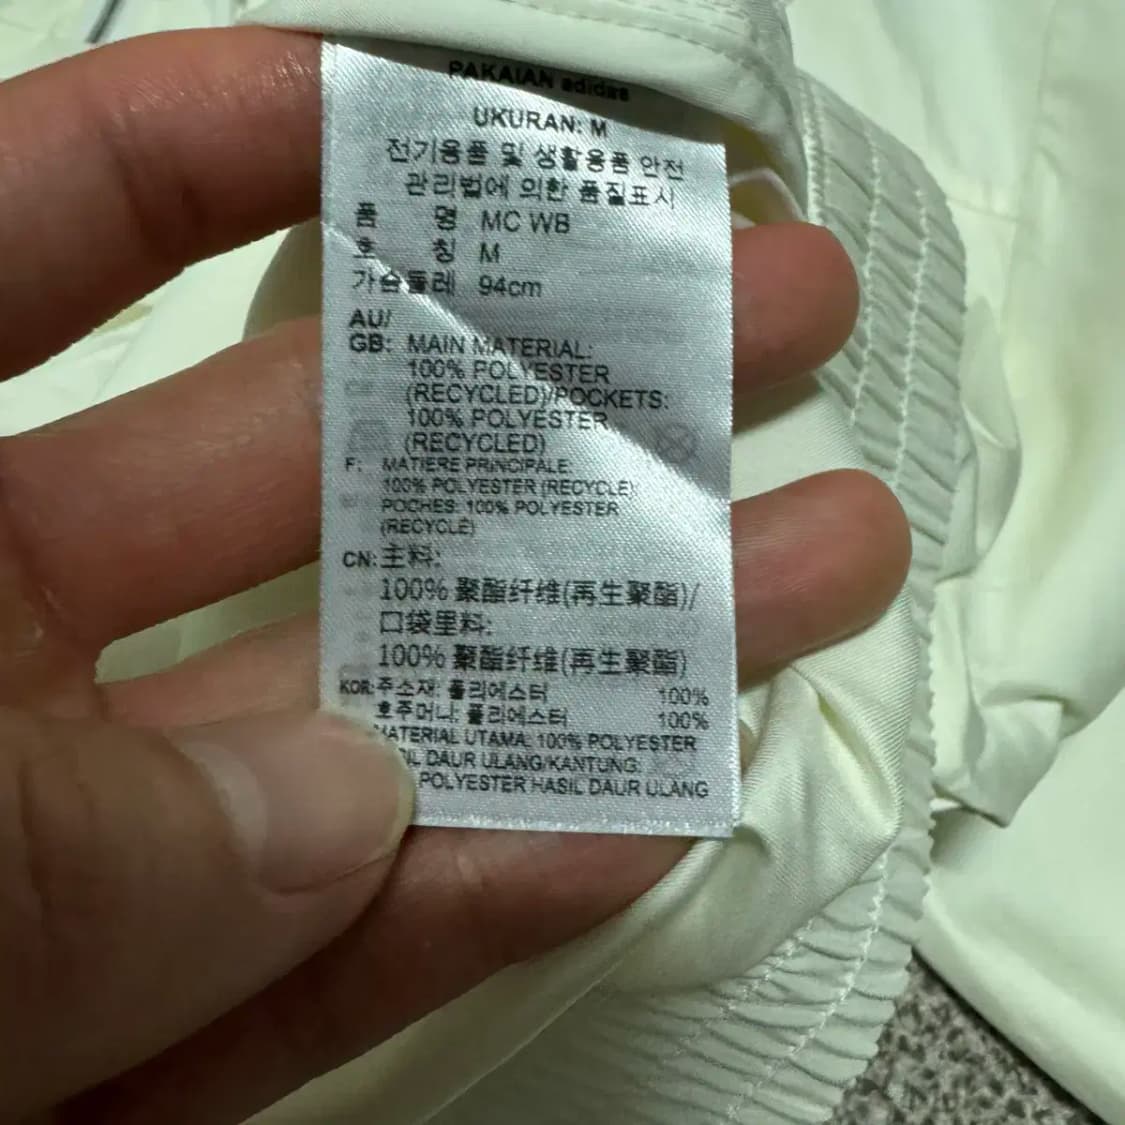 PAKAIAN adidas
UKURAN: M
전기용품 및 생활용품 안전
관리법에 의한 품질표시
품 명 MC WB
호 칭 M
가슴둘레 94cm
AU/
GB: MAIN MATERIAL:
100% POLYESTER
(RECYCLED)/POCKETS:
100% POLYESTER
(RECYCLED)
F: MATIERE PRINCIPALE:
100% POLYESTER (RECYCLE)
POCHES: 100% POLYESTER
(RECYCLE)
CN: 主料:
100% 聚酯纤维(再生聚酯)/
口袋里料:
100% 聚酯纤维(再生聚酯)
KOR: 주소재: 폴리에스터 100%
호주머니: 폴리에스터 100%
MATERIAL UTAMA: 100% POLYESTER
DAUR ULANG/KANTUNG:
POLYESTER HASIL DAUR ULANG